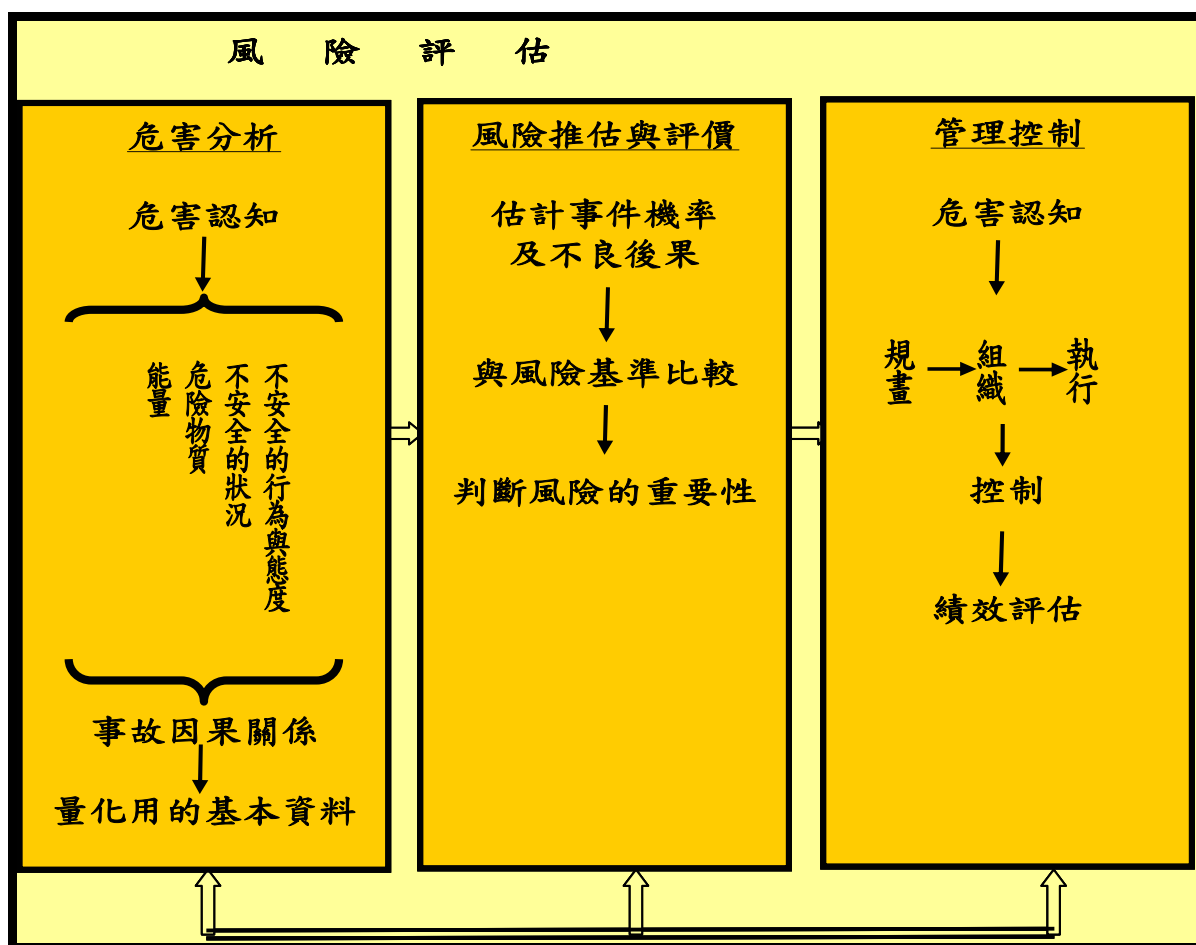 風險評估
危害分析
危害認知
不安全的行為與態度
不安全的狀況
危險物質
能量
事故因果關係
量化用的基本資料
風險推估與評價
估計事件機率
及不良後果
與風險基準比較
判斷風險的重要性
管理控制
危害認知
規畫
組織
執行
控制
績效評估